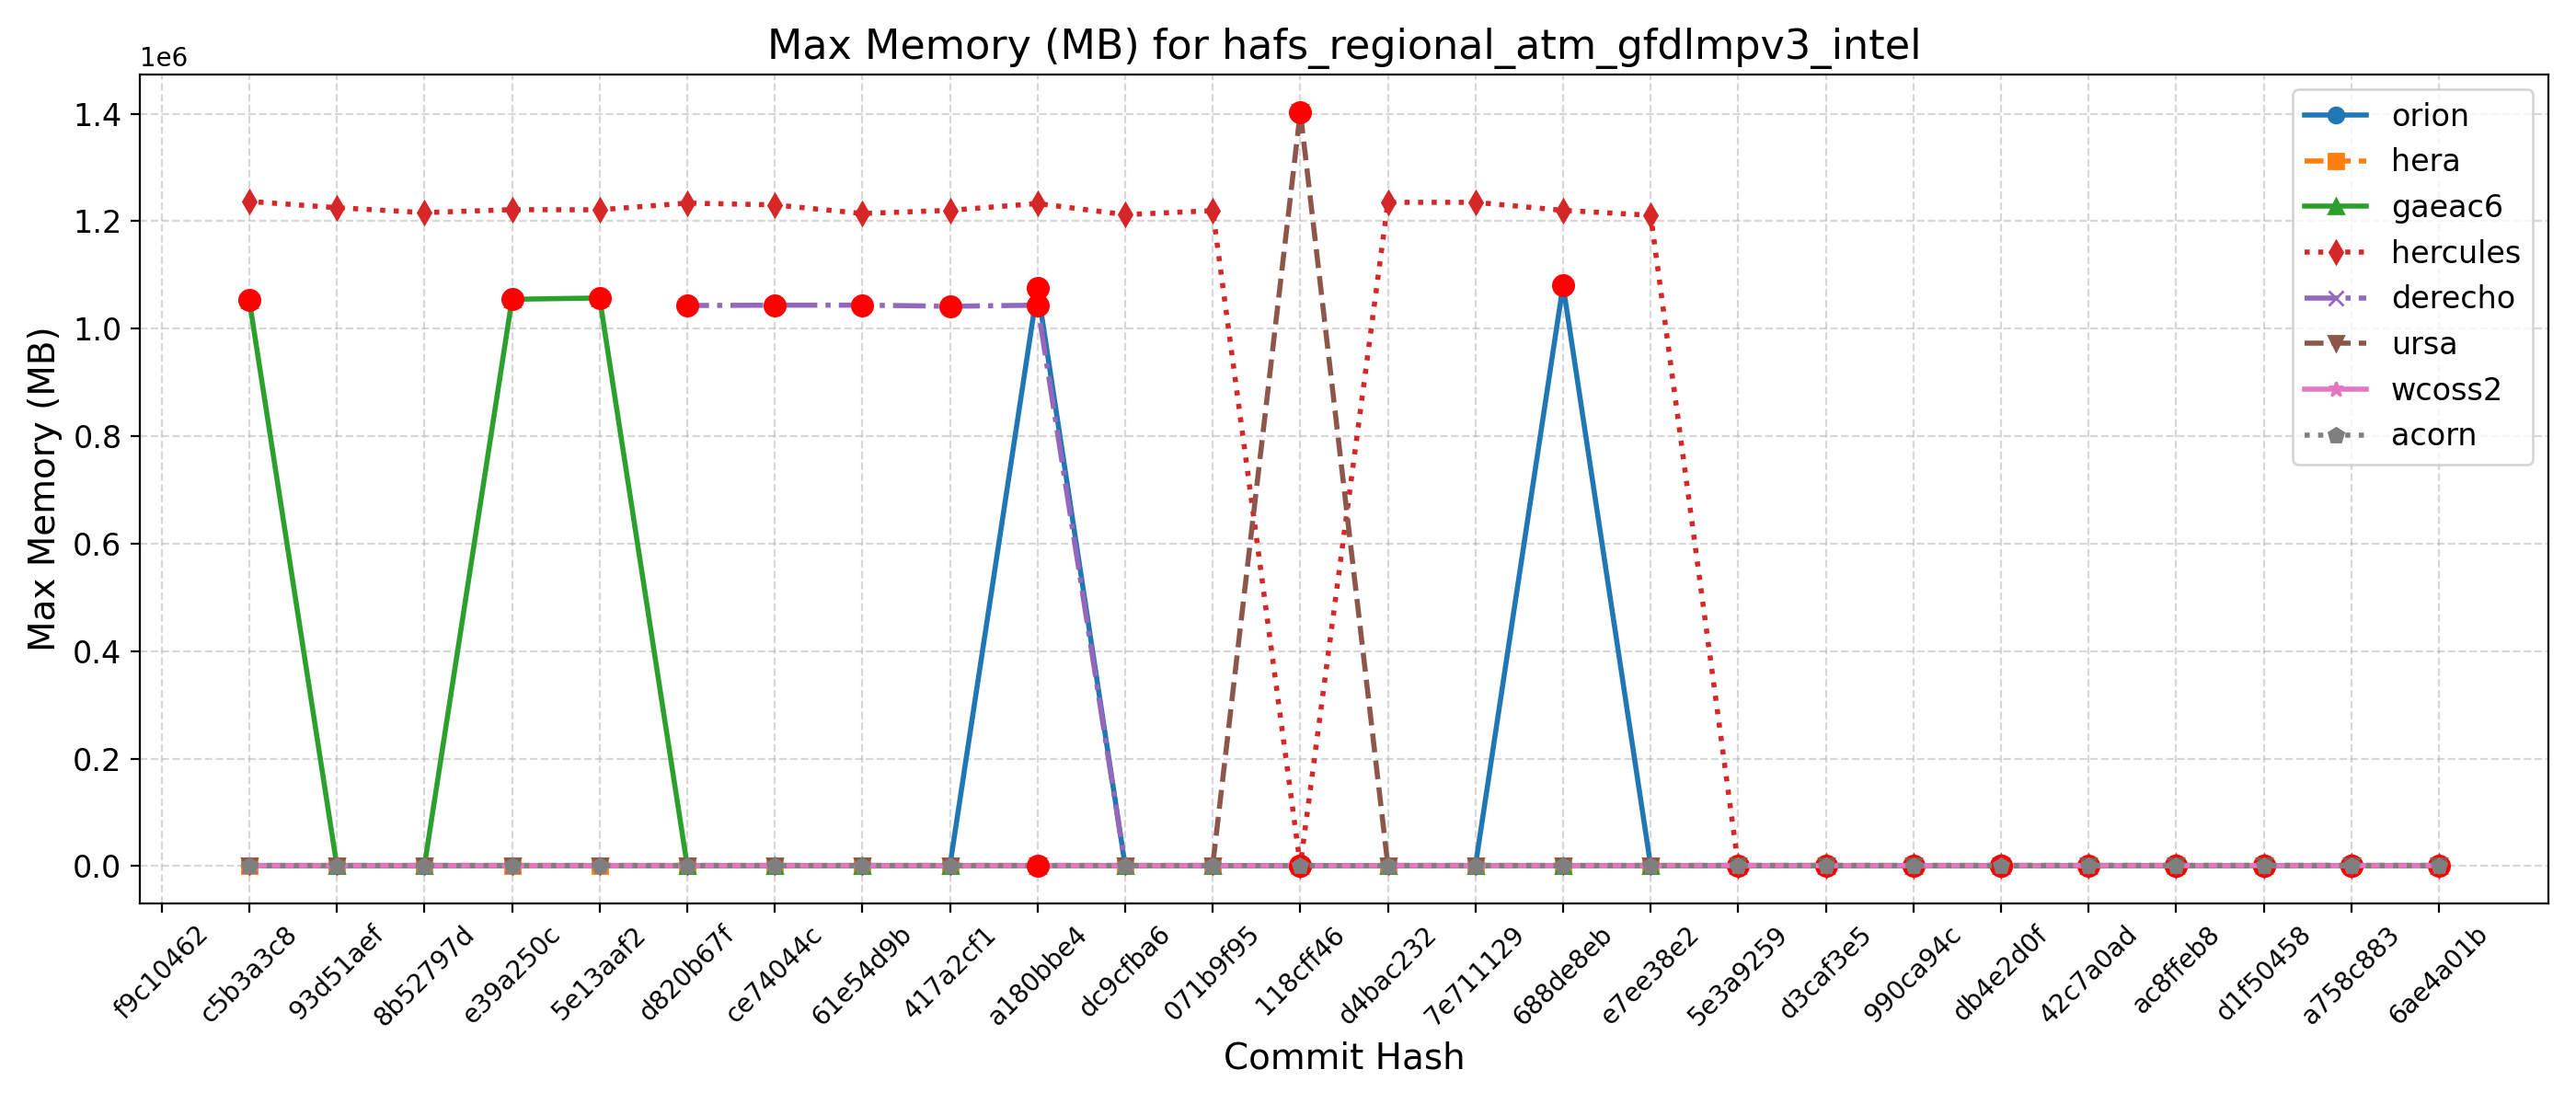 Max Memory (MB) for hafs_regional_atm_gfdlmpv3_intel
1e6
1.4
1.2
1.0
0.8
0.6
0.4
0.2
0.0
Max Memory (MB)
orion
hera
gaeac6
hercules
derecho
ursa
wcoss2
acorn
f9c10462
c5b3a3c8
93d51aef
8b52797d
e39a250c
5e13aaf2
d820b67f
ce74044c
61e54d9b
417a2cf1
a180bbe4
dc9cfba6
071b9f95
118cff46
d4bac232
7e711129
688de8eb
e7ee38e2
5e3a9259
d3caf3e5
990ca94c
db4e2d0f
42c7a0ad
ac8ffeb8
d1f50458
a758c883
6ae4a01b
Commit Hash